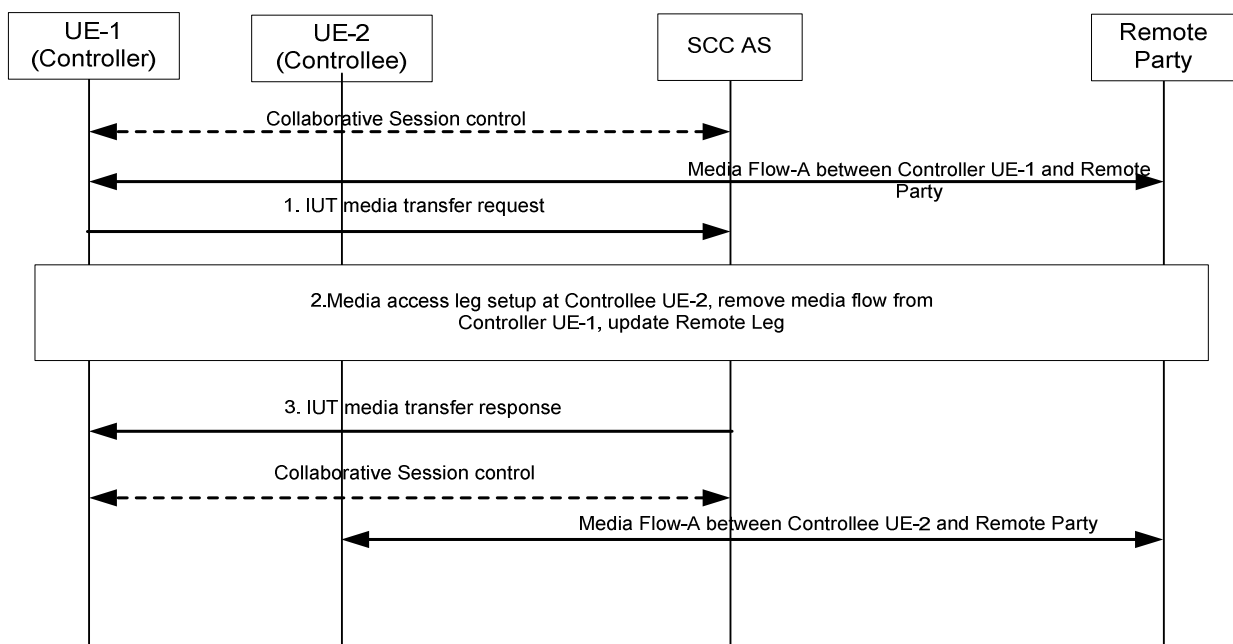 UE-1
(Controller)
UE-2
(Controllee)
SCC AS
Remote
Party
Collaborative Session control
Media Flow-A between Controller UE-1 and Remote
Party
1. IUT media transfer request
2.Media access leg setup at Controllee UE-2, remove media flow from
Controller UE-1, update Remote Leg
3. IUT media transfer response
Collaborative Session control
Media Flow-A between Controllee UE-2 and Remote Party